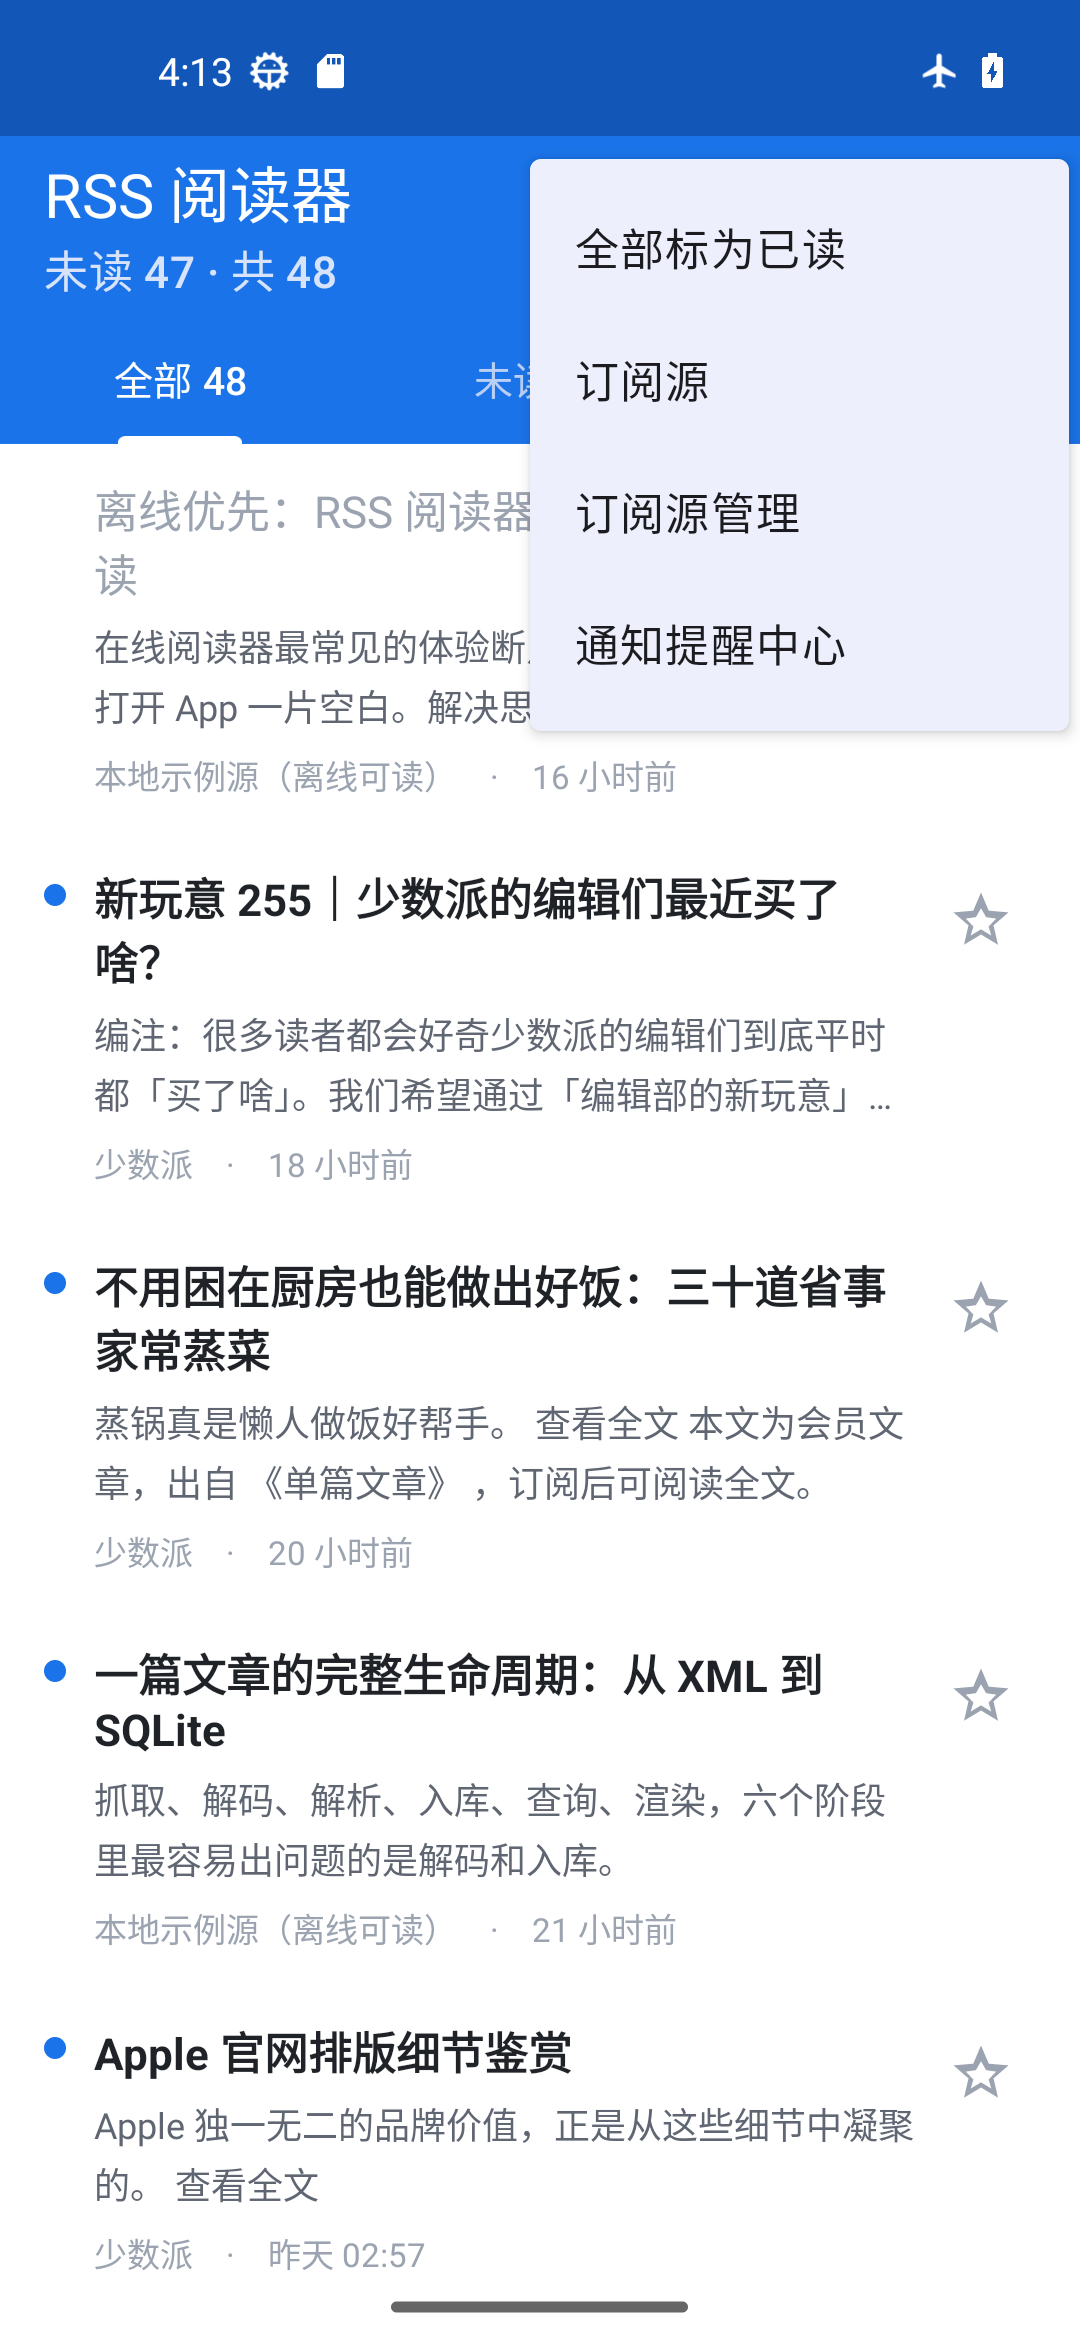 4:13
RSS 阅读器
未读 47 · 共 48
全部 48
未
全部标为已读
订阅源
订阅源管理
通知提醒中心
离线优先：RSS 阅读器
读
在线阅读器最常见的体验断
打开 App 一片空白。解决思
本地示例源（离线可读） · 16 小时前
新玩意 255｜少数派的编辑们最近买了
啥？
编注：很多读者都会好奇少数派的编辑们到底平时
都「买了啥」。我们希望通过「编辑部的新玩意」…
少数派 · 18 小时前
不用困在厨房也能做出好饭：三十道省事
家常蒸菜
蒸锅真是懒人做饭好帮手。 查看全文 本文为会员文
章，出自 《单篇文章》 ，订阅后可阅读全文。
少数派 · 20 小时前
一篇文章的完整生命周期：从 XML 到
SQLite
抓取、解码、解析、入库、查询、渲染，六个阶段
里最容易出问题的是解码和入库。
本地示例源（离线可读） · 21 小时前
Apple 官网排版细节鉴赏
Apple 独一无二的品牌价值，正是从这些细节中凝聚
的。 查看全文
少数派 · 昨天 02:57